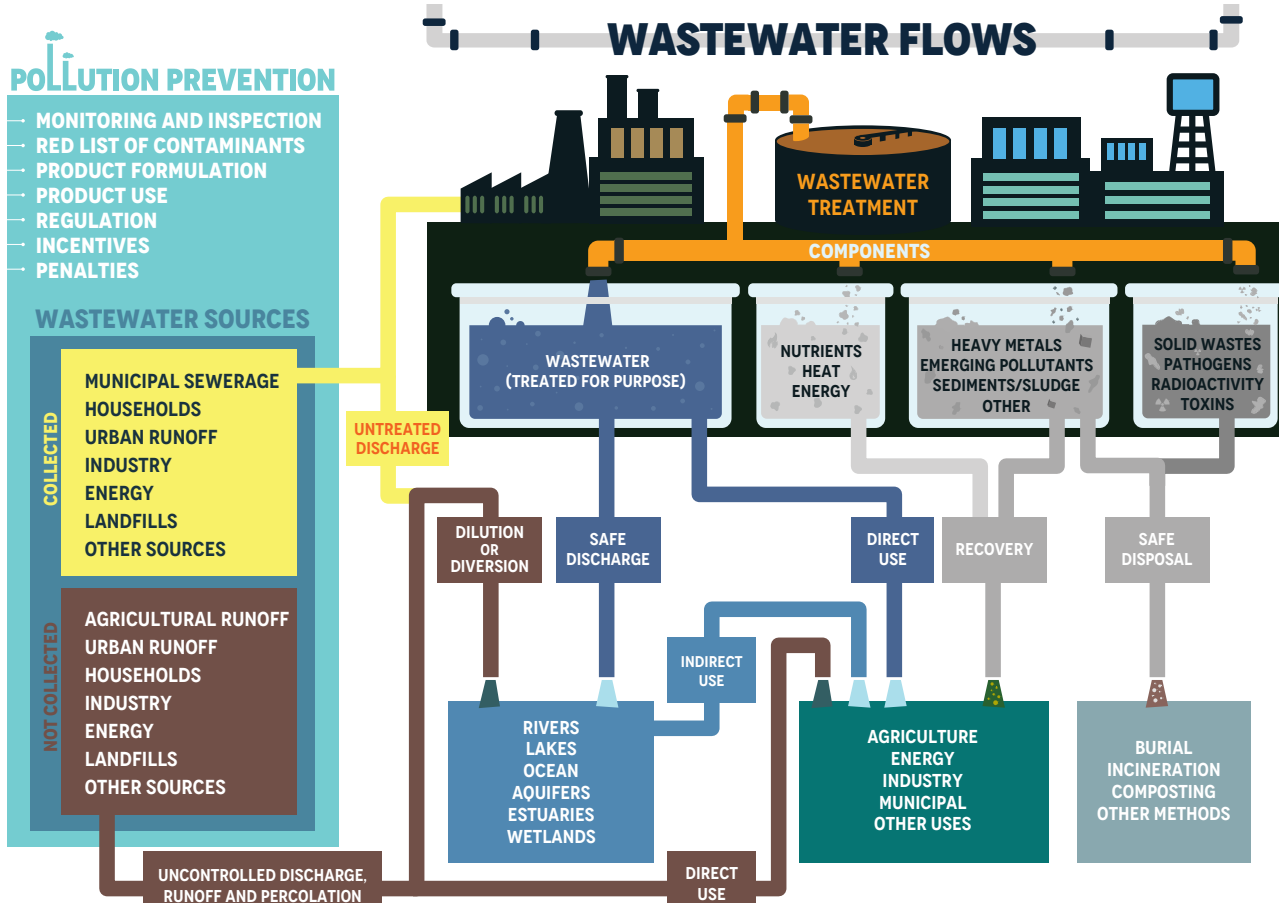 WASTEWATER FLOWS
POLLUTION PREVENTION
MONITORING AND INSPECTION
RED LIST OF CONTAMINANTS
PRODUCT FORMULATION
PRODUCT USE
REGULATION
INCENTIVES
PENALTIES
WASTEWATER SOURCES
COLLECTED
MUNICIPAL SEWERAGE
HOUSEHOLDS
URBAN RUNOFF
INDUSTRY
ENERGY
LANDFILLS
OTHER SOURCES
NOT COLLECTED
AGRICULTURAL RUNOFF
URBAN RUNOFF
HOUSEHOLDS
INDUSTRY
ENERGY
LANDFILLS
OTHER SOURCES
WASTEWATER
TREATMENT
COMPONENTS
WASTEWATER
(TREATED FOR PURPOSE)
NUTRIENTS
HEAT
ENERGY
HEAVY METALS
EMERGING POLLUTANTS
SEDIMENTS/SLUDGE
OTHER
SOLID WASTES
PATHOGENS
RADIOACTIVITY
TOXINS
UNTREATED
DISCHARGE
DILUTION
OR
DIVERSION
SAFE
DISCHARGE
DIRECT
USE
RECOVERY
SAFE
DISPOSAL
INDIRECT
USE
RIVERS
LAKES
OCEAN
AQUIFERS
ESTUARIES
WETLANDS
AGRICULTURE
ENERGY
INDUSTRY
MUNICIPAL
OTHER USES
BURIAL
INCINERATION
COMPOSTING
OTHER METHODS
UNCONTROLLED DISCHARGE,
RUNOFF AND PERCOLATION
DIRECT
USE